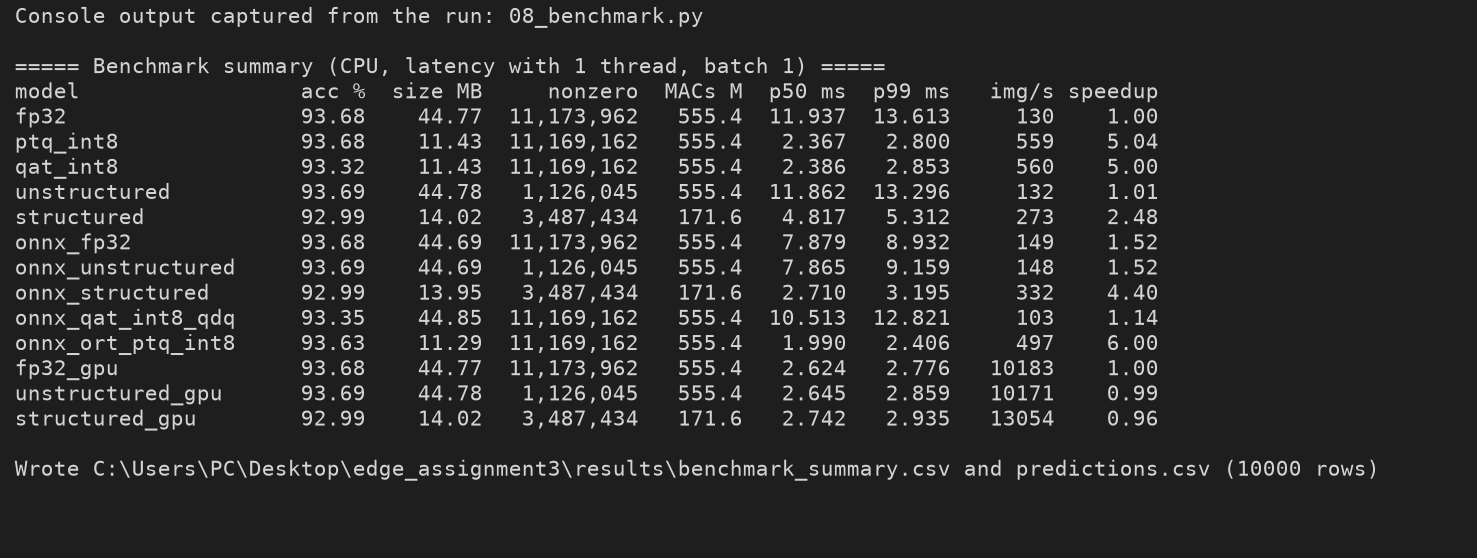 Console output captured from the run: 08_benchmark.py
===== Benchmark summary (CPU, latency with 1 thread, batch 1) =====
model acc % size MB nonzero MACs M p50 ms p99 ms img/s speedup
fp32 93.68 44.77 11,173,962 555.4 11.937 13.613 130 1.00
ptq_int8 93.68 11.43 11,169,162 555.4 2.367 2.800 559 5.04
qat_int8 93.32 11.43 11,169,162 555.4 2.386 2.853 560 5.00
unstructured 93.69 44.78 1,126,045 555.4 11.862 13.296 132 1.01
structured 92.99 14.02 3,487,434 171.6 4.817 5.312 273 2.48
onnx_fp32 93.68 44.69 11,173,962 555.4 7.879 8.932 149 1.52
onnx_unstructured 93.69 44.69 1,126,045 555.4 7.865 9.159 148 1.52
onnx_structured 92.99 13.95 3,487,434 171.6 2.710 3.195 332 4.40
onnx_qat_int8_qdq 93.35 44.85 11,169,162 555.4 10.513 12.821 103 1.14
onnx_ort_ptq_int8 93.63 11.29 11,169,162 555.4 1.990 2.406 497 6.00
fp32_gpu 93.68 44.77 11,173,962 555.4 2.624 2.776 10183 1.00
unstructured_gpu 93.69 44.78 1,126,045 555.4 2.645 2.859 10171 0.99
structured_gpu 92.99 14.02 3,487,434 171.6 2.742 2.935 13054 0.96
Wrote C:\Users\PC\Desktop\edge_assignment3\results\benchmark_summary.csv and predictions.csv (10000 rows)